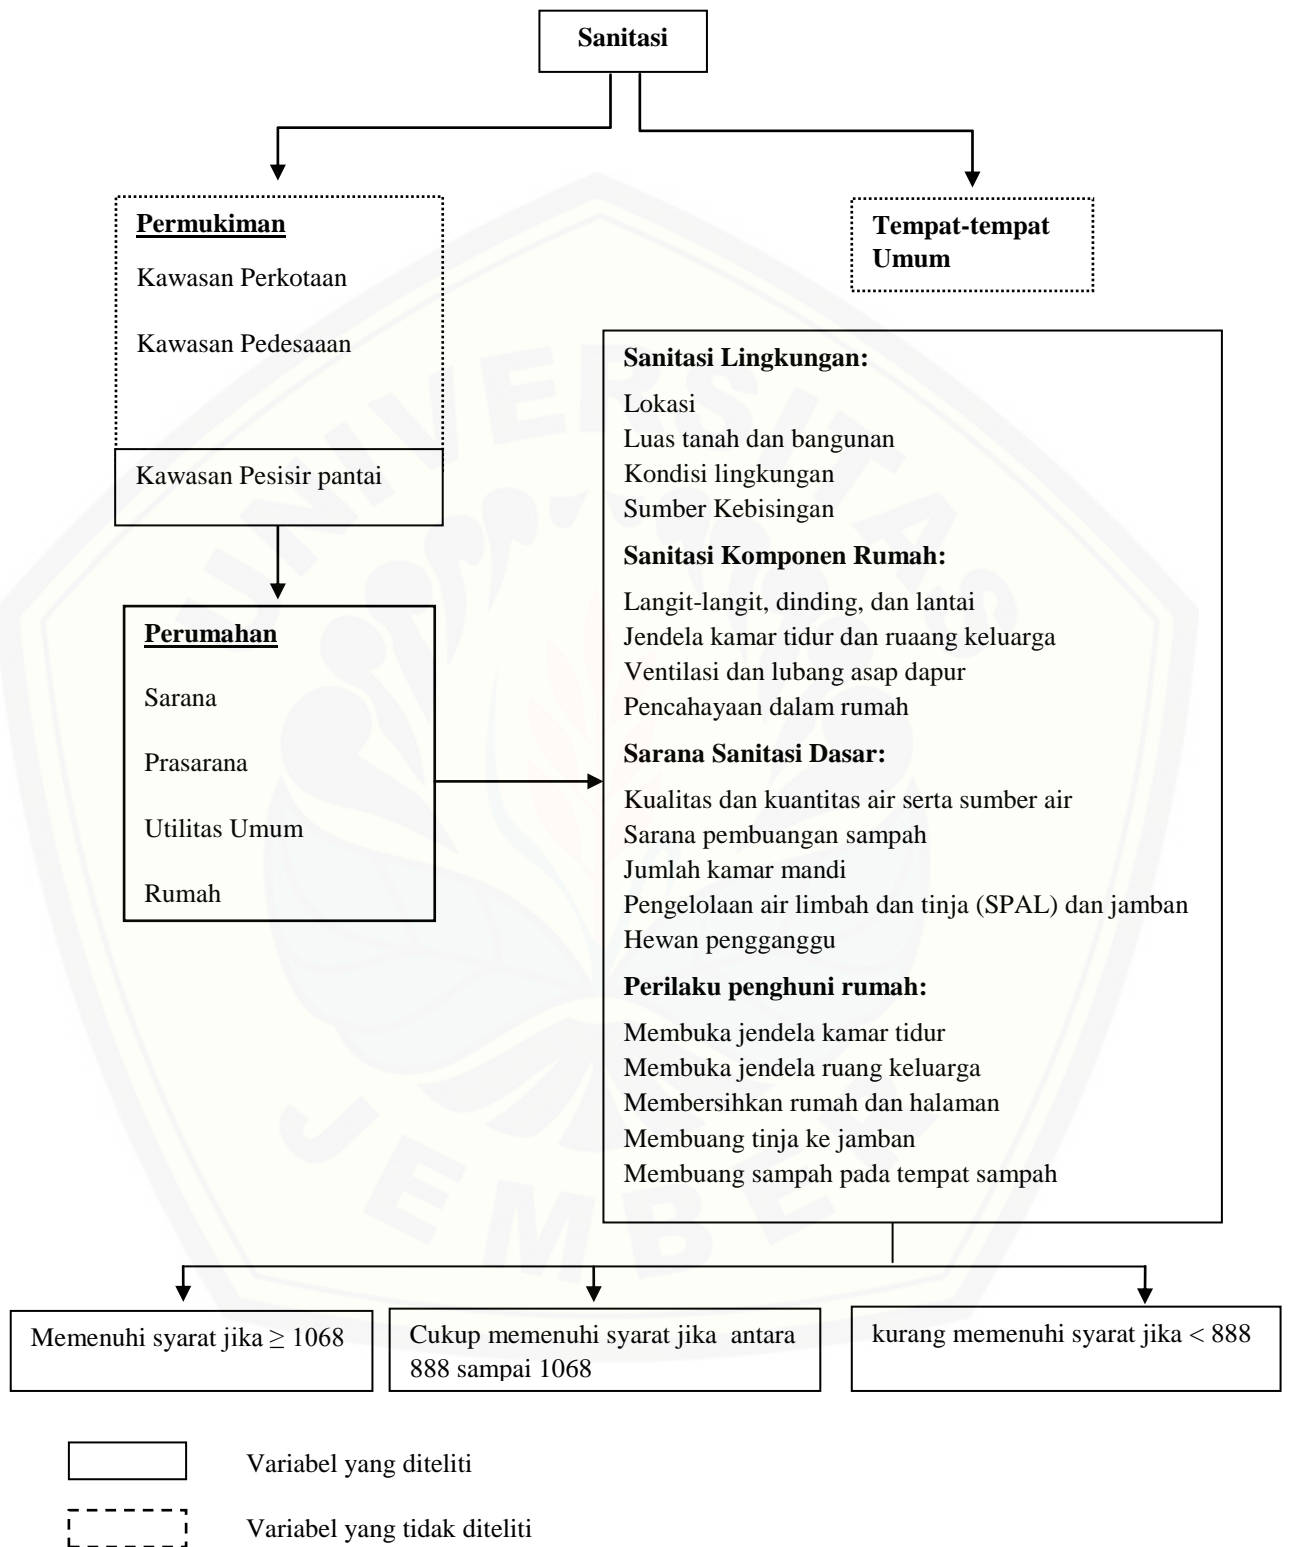 Sanitasi
Permukiman
Kawasan Perkotaan
Kawasan Pedesaaan
Kawasan Pesisir pantai
Tempat-tempat
Umum
Perumahan
Sarana
Prasarana
Utilitas Umum
Rumah
Sanitasi Lingkungan:
Lokasi
Luas tanah dan bangunan
Kondisi lingkungan
Sumber Kebisingan
Sanitasi Komponen Rumah:
Langit-langit, dinding, dan lantai
Jendela kamar tidur dan ruaang keluarga
Ventilasi dan lubang asap dapur
Pencahayaan dalam rumah
Sarana Sanitasi Dasar:
Kualitas dan kuantitas air serta sumber air
Sarana pembuangan sampah
Jumlah kamar mandi
Pengelolaan air limbah dan tinja (SPAL) dan jamban
Hewan pengganggu
Perilaku penghuni rumah:
Membuka jendela kamar tidur
Membuka jendela ruang keluarga
Membersihkan rumah dan halaman
Membuang tinja ke jamban
Membuang sampah pada tempat sampah
Memenuhi syarat jika ≥ 1068
Cukup memenuhi syarat jika antara
888 sampai 1068
kurang memenuhi syarat jika < 888
Variabel yang diteliti
Variabel yang tidak diteliti
UNIVERSITAS
JEMBER